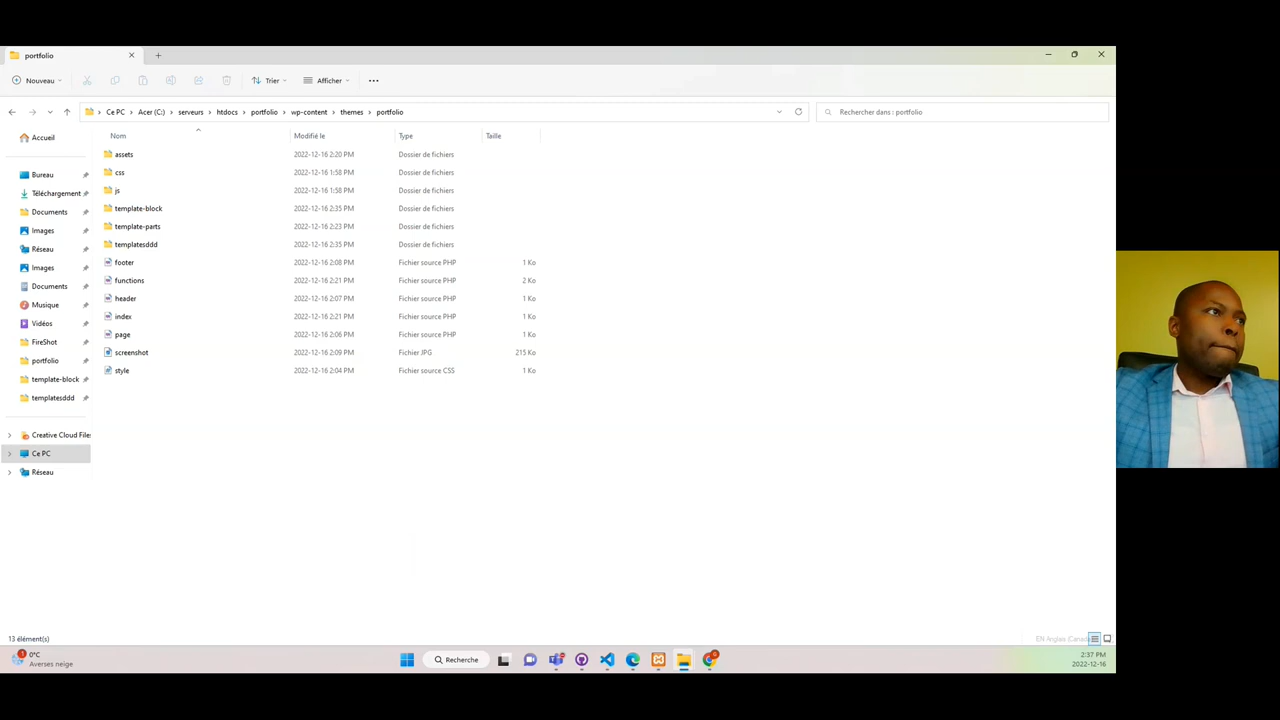 portfolio
Nouveau
Trier
Afficher
Ce PC > Acer (C:) > serveurs > htdocs > portfolio > wp-content > themes > portfolio
Rechercher dans : portfolio
Nom Modifié le Type Taille
assets 2022-12-16 2:20 PM Dossier de fichiers
css 2022-12-16 1:58 PM Dossier de fichiers
js 2022-12-16 1:58 PM Dossier de fichiers
template-block 2022-12-16 2:35 PM Dossier de fichiers
template-parts 2022-12-16 2:23 PM Dossier de fichiers
templatesddd 2022-12-16 2:35 PM Dossier de fichiers
footer 2022-12-16 2:08 PM Fichier source PHP 1 Ko
functions 2022-12-16 2:21 PM Fichier source PHP 2 Ko
header 2022-12-16 2:07 PM Fichier source PHP 1 Ko
index 2022-12-16 2:21 PM Fichier source PHP 1 Ko
page 2022-12-16 2:06 PM Fichier source PHP 1 Ko
screenshot 2022-12-16 2:09 PM Fichier JPG 215 Ko
style 2022-12-16 2:04 PM Fichier source CSS 1 Ko
Accueil
Bureau
Téléchargement
Documents
Images
Réseau
Images
Documents
Musique
Vidéos
FireShot
portfolio
template-block
templatesddd
Creative Cloud File
Ce PC
Réseau
13 élément(s)
EN Anglais (Canada
0°C
Averses neige
Recherche
2:37 PM
2022-12-16